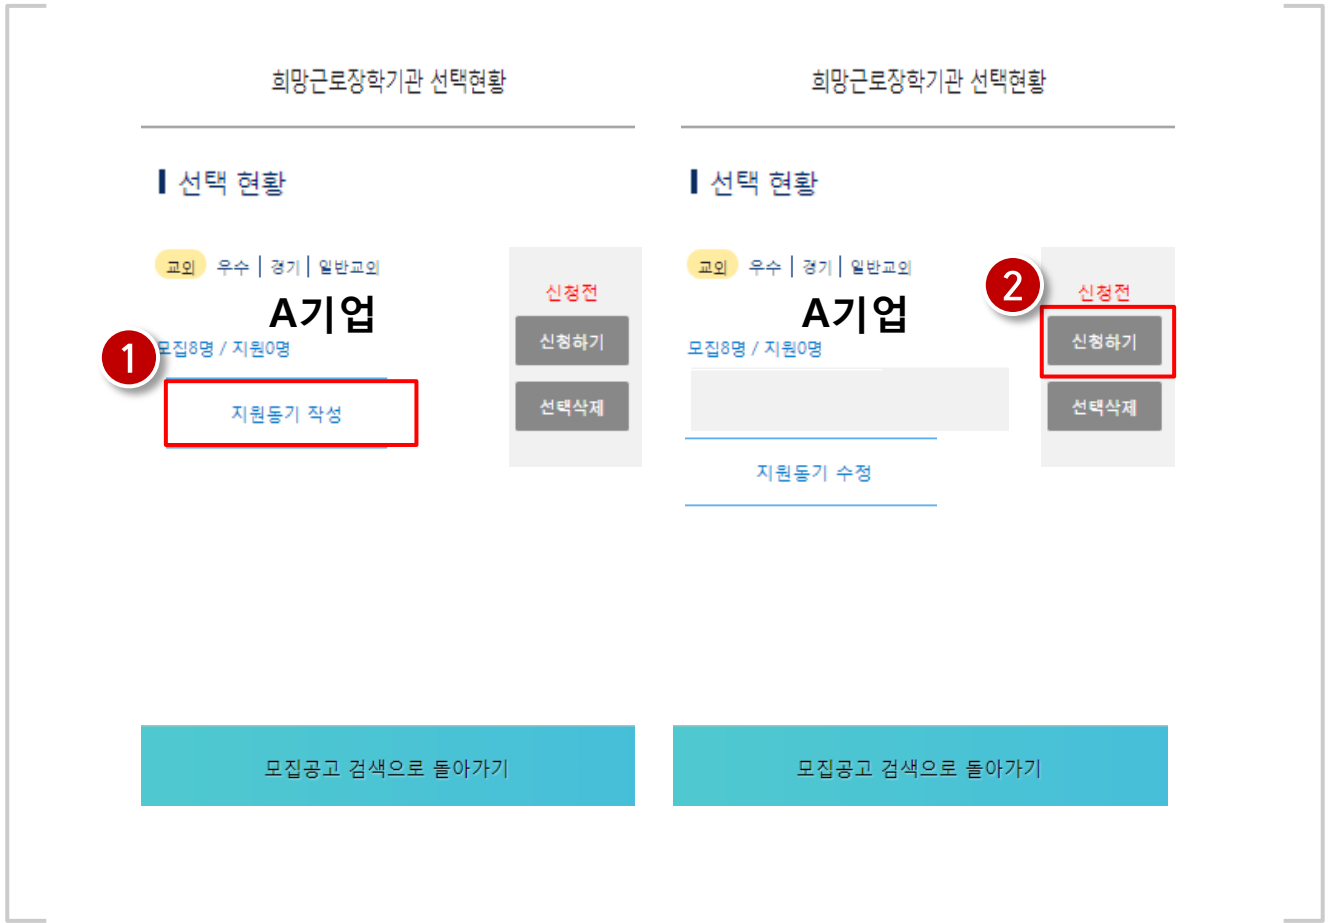 희망근로장학기관 선택현황
선택 현황
교외 우수 | 경기 | 일반교외
A기업
모집8명 / 지원0명
1
지원동기 작성
신청전
신청하기
선택삭제
모집공고 검색으로 돌아가기
희망근로장학기관 선택현황
선택 현황
교외 우수 | 경기 | 일반교외
A기업
모집8명 / 지원0명
지원동기 수정
2
신청전
신청하기
선택삭제
모집공고 검색으로 돌아가기